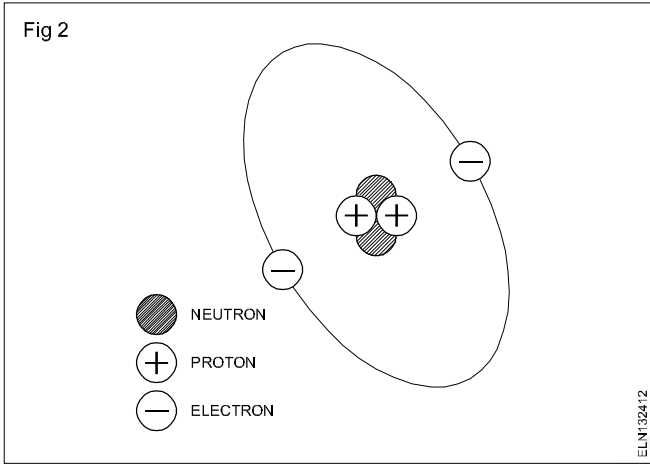 Fig 2
+ +
−
−
NEUTRON
+ PROTON
− ELECTRON
ELN132412